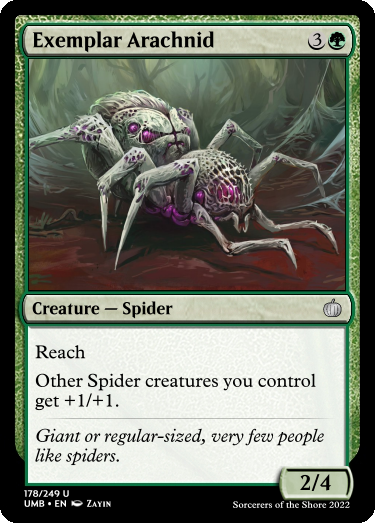 Exemplar Arachnid 3
Creature — Spider
Reach
Other Spider creatures you control
get +1/+1.
Giant or regular-sized, very few people
like spiders.
2/4
178/249 U
UMB • EN Zayin
Sorcerers of the Shore 2022